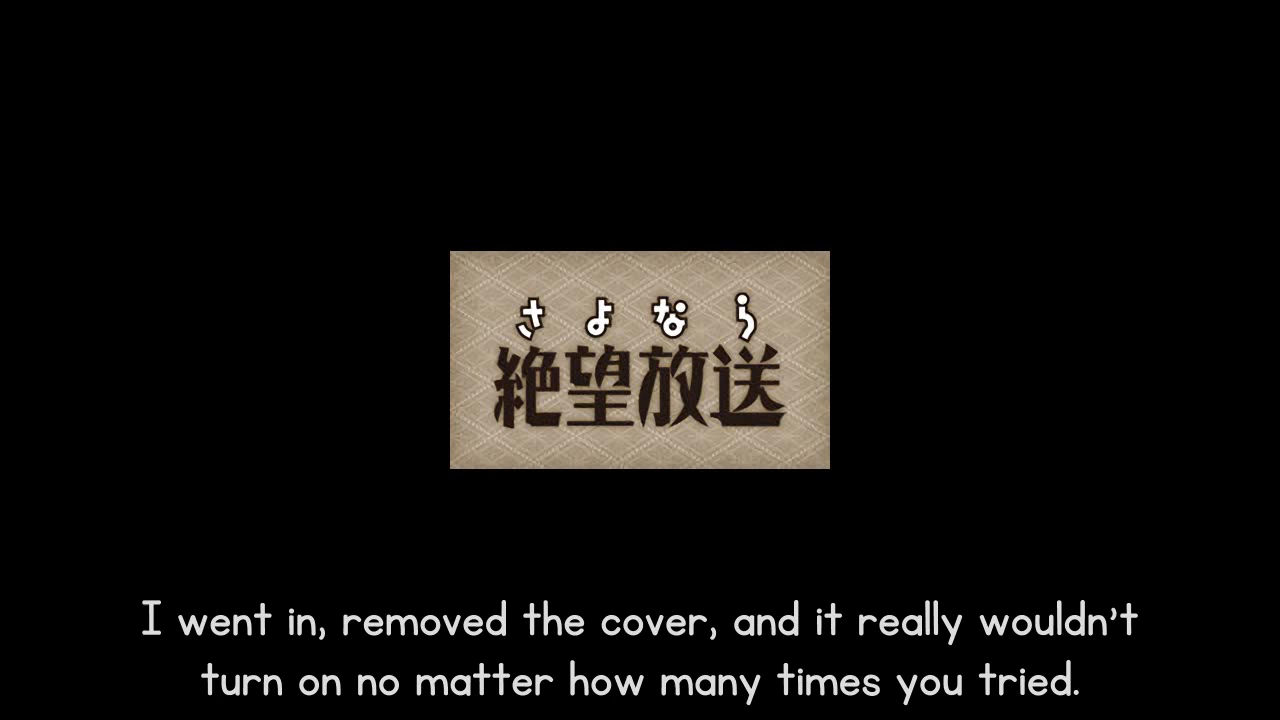 さよなら
絶望放送
I went in, removed the cover, and it really wouldn't
turn on no matter how many times you tried.